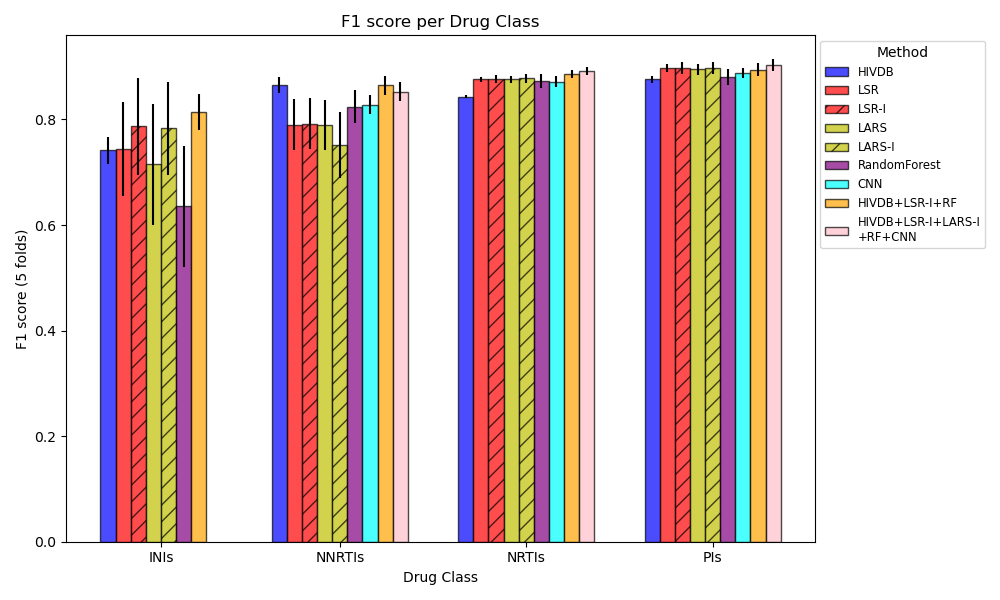 F1 score per Drug Class
F1 score (5 folds)
0.8
0.6
0.4
0.2
0.0
INIs
NNRTIs
NRTIs
PIs
Drug Class
Method
HIVDB
LSR
LSR-I
LARS
LARS-I
RandomForest
CNN
HIVDB+LSR-I+RF
HIVDB+LSR-I+LARS-I
+RF+CNN